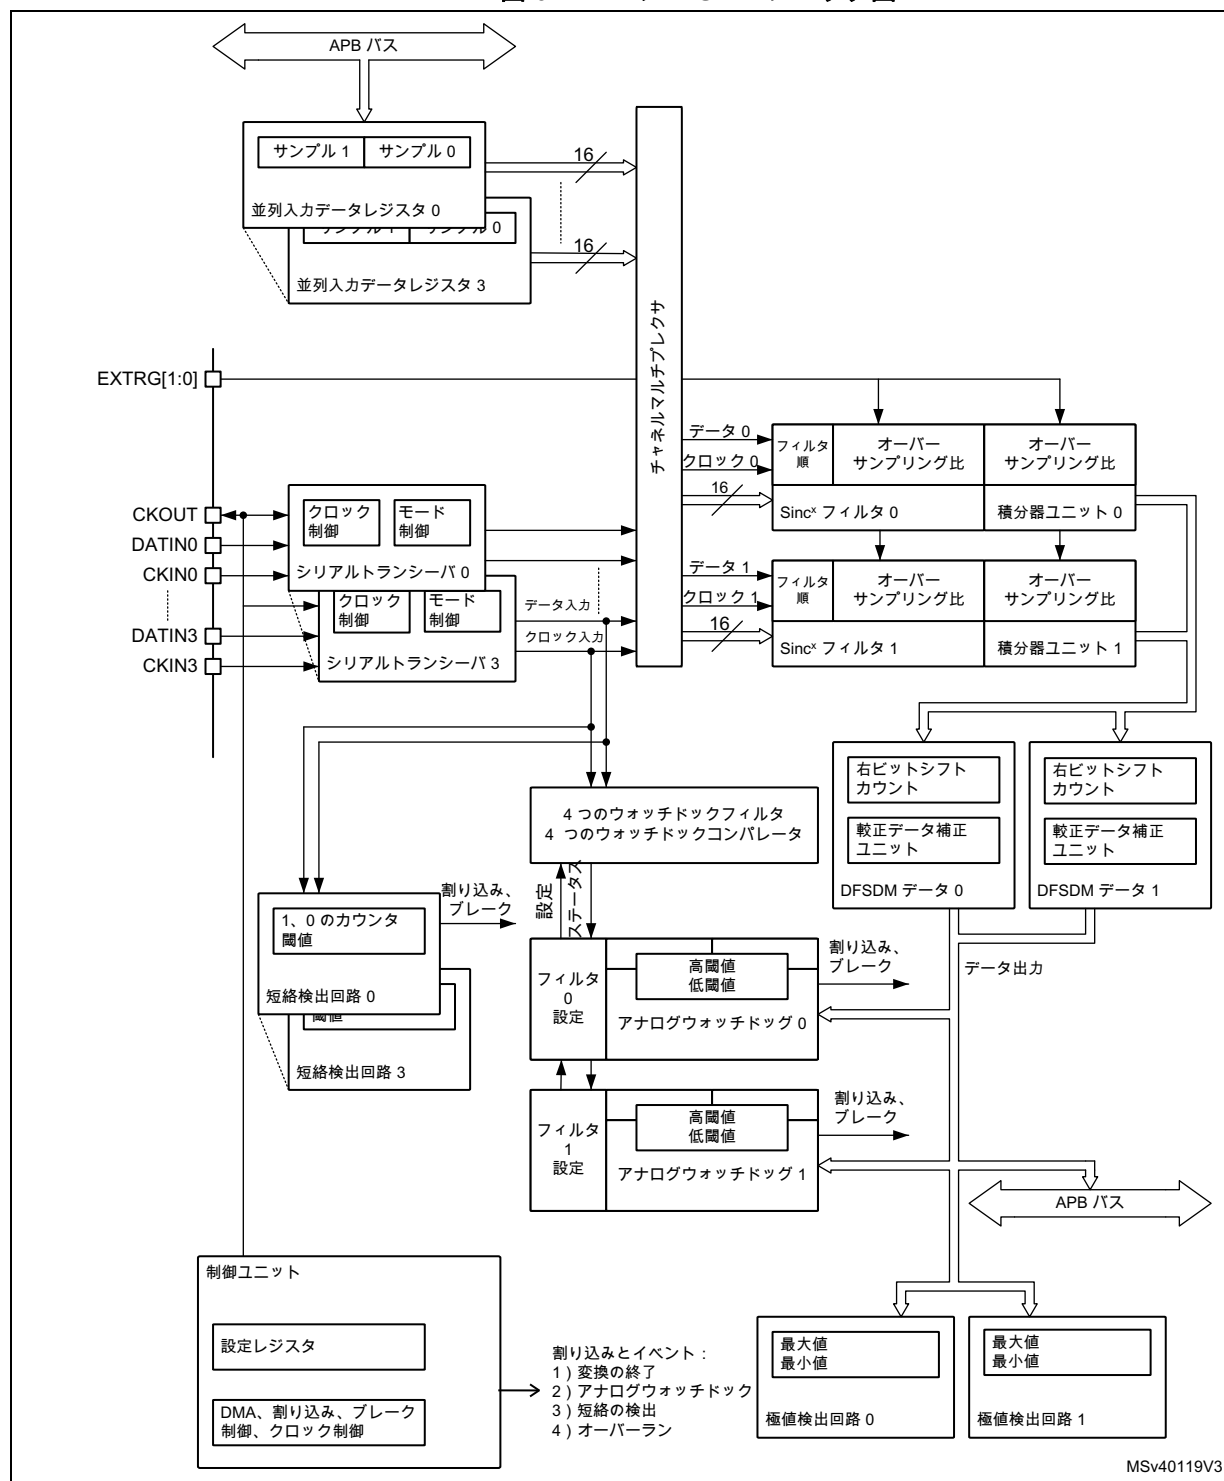 APB バス
サンプル 1
サンプル 0
並列入力データレジスタ 0
サンプル 1
サンプル 0
並列入力データレジスタ 3
16
16
チャネルマルチプレクサ
EXTRG[1:0]
CKOUT
DATIN0
CKIN0
DATIN3
CKIN3
クロック
制御
モード
制御
シリアルトランシーバ 0
クロック
制御
モード
制御
シリアルトランシーバ 3
データ入力
クロック入力
データ 0
クロック 0
16
フィルタ
順
オーバー
サンプリング比
オーバー
サンプリング比
Sincˣ フィルタ 0
積分器ユニット 0
データ 1
クロック 1
16
フィルタ
順
オーバー
サンプリング比
オーバー
サンプリング比
Sincˣ フィルタ 1
積分器ユニット 1
右ビットシフト
カウント
較正データ補正
ユニット
DFSDM データ 0
右ビットシフト
カウント
較正データ補正
ユニット
DFSDM データ 1
データ出力
4 つのウォッチドックフィルタ
4 つのウォッチドックコンパレータ
設定
ステータス
1、0 のカウンタ
閾値
短絡検出回路 0
閾値
短絡検出回路 3
割り込み、
ブレーク
フィルタ
0
設定
高閾値
低閾値
アナログウォッチドッグ 0
割り込み、
ブレーク
フィルタ
1
設定
高閾値
低閾値
アナログウォッチドッグ 1
割り込み、
ブレーク
APB バス
制御ユニット
設定レジスタ
DMA、割り込み、ブレーク
制御、クロック制御
割り込みとイベント：
1）変換の終了
2）アナログウォッチドック
3）短絡の検出
4）オーバーラン
最大値
最小値
極値検出回路 0
最大値
最小値
極値検出回路 1
MSv40119V3